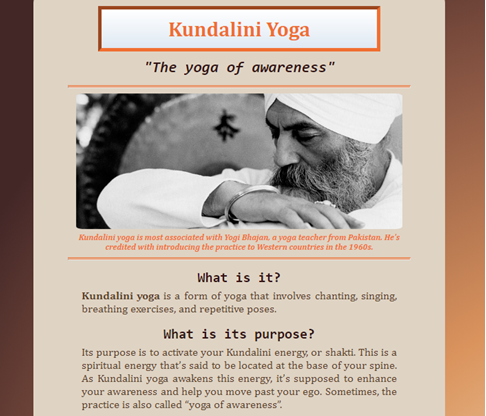 Kundalini Yoga
"The yoga of awareness"
Kundalini yoga is most associated with Yogi Bhajan, a yoga teacher from Pakistan. He's
credited with introducing the practice to Western countries in the 1960s.
What is it?
Kundalini yoga is a form of yoga that involves chanting, singing,
breathing exercises, and repetitive poses.
What is its purpose?
Its purpose is to activate your Kundalini energy, or shakti. This is a
spiritual energy that's said to be located at the base of your spine.
As Kundalini yoga awakens this energy, it's supposed to enhance
your awareness and help you move past your ego. Sometimes, the
practice is also called “yoga of awareness”.